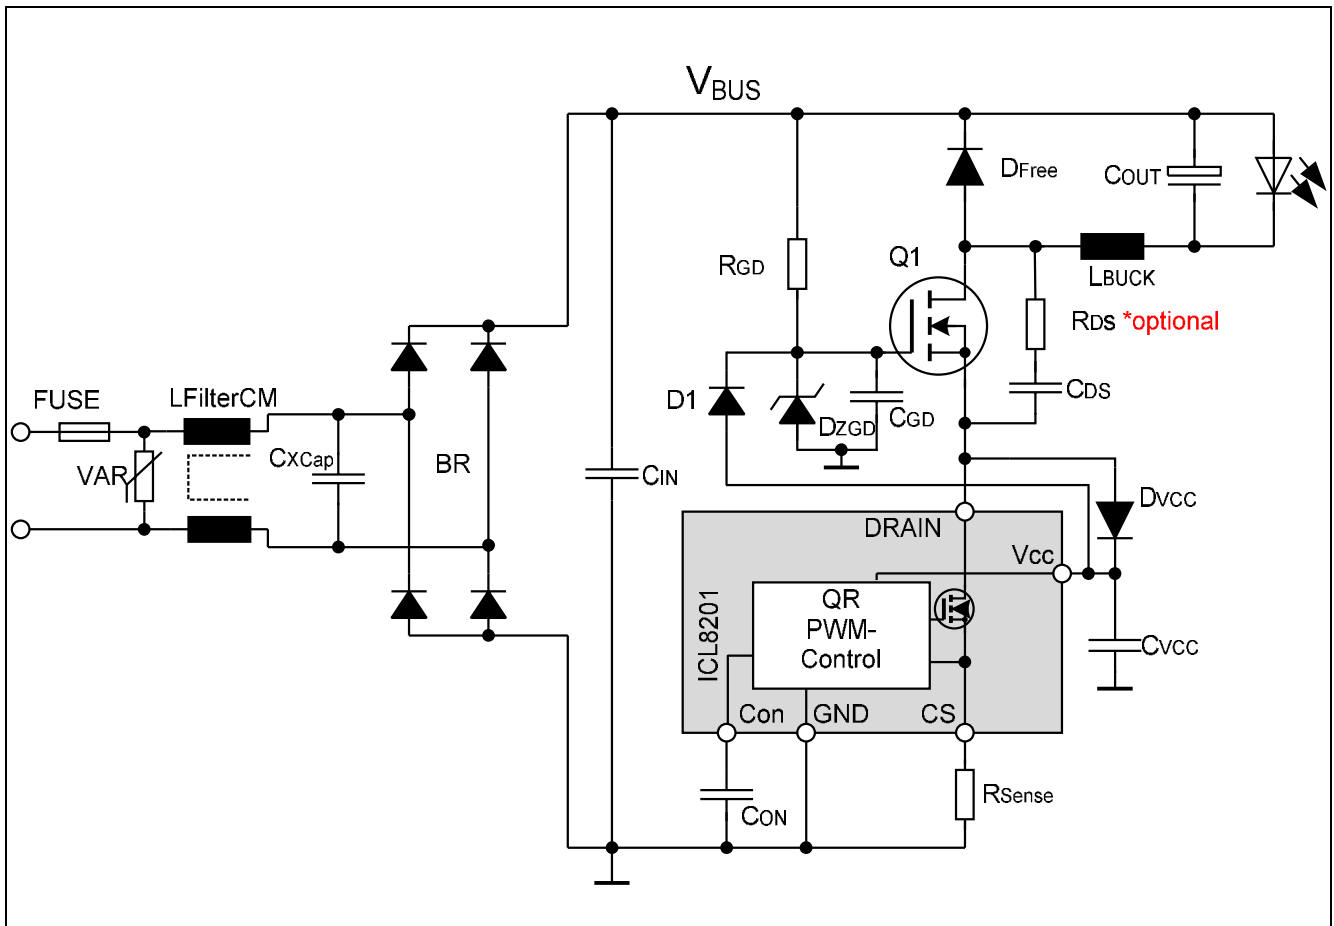 VBUS
DFree
COUT
Q1
RGD
LBUCK
RDS *optional
FUSE
LFilterCM
D1
DZGD
CGD
CDS
VAR
CXCap
BR
CIN
DVCC
DRAIN
Vcc
ICL8201
QR
PWM-
Control
CVCC
Con
GND
CS
CON
RSense